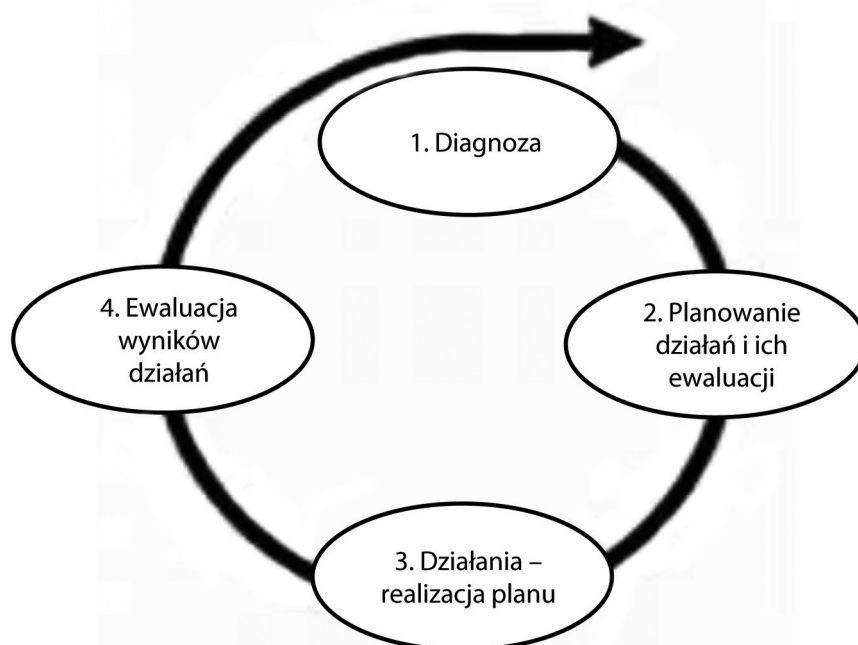 1. Diagnoza
2. Planowanie
działań i ich
ewaluacji
3. Działania –
realizacja planu
4. Ewaluacja
wyników
działań